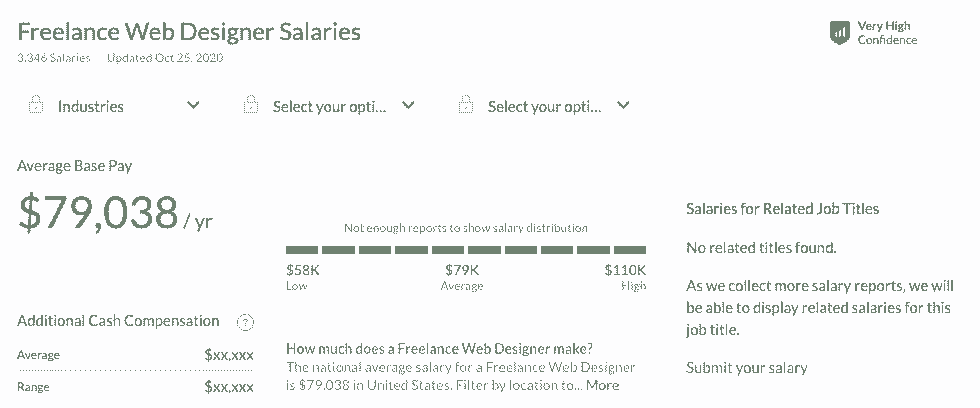 Freelance Web Designer Salaries
3,346 Salaries Updated Oct 25, 2020
Very High
Confidence
Industries
Select your opti...
Select your opti...
Average Base Pay
$79,038 / yr
Not enough reports to show salary distribution
$58K
Low
$79K
Average
$110K
High
Additional Cash Compensation ?
Average $xx,xxx
Range $xx,xxx
How much does a Freelance Web Designer make?
The national average salary for a Freelance Web Designer
is $79,038 in United States. Filter by location to... More
Salaries for Related Job Titles
No related titles found.
As we collect more salary reports, we will
be able to display related salaries for this
job title.
Submit your salary